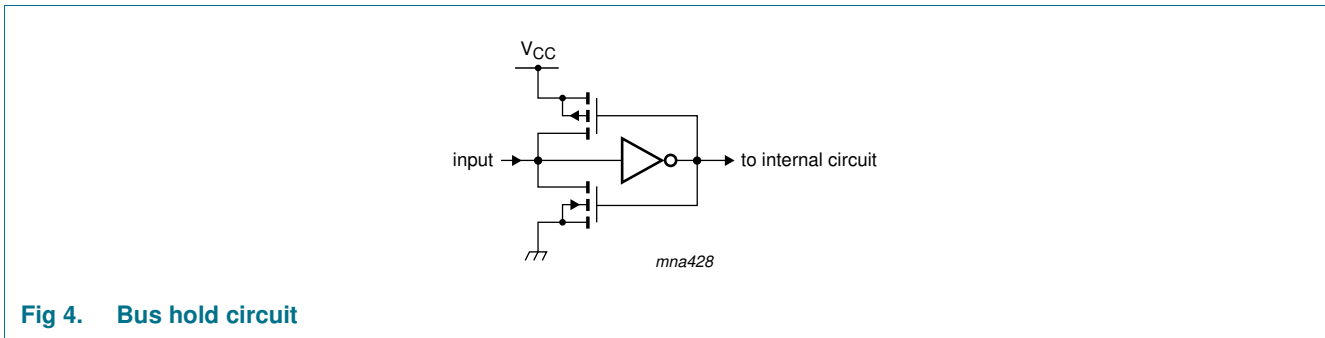 VCC
input
to internal circuit
mna428
Fig 4. Bus hold circuit